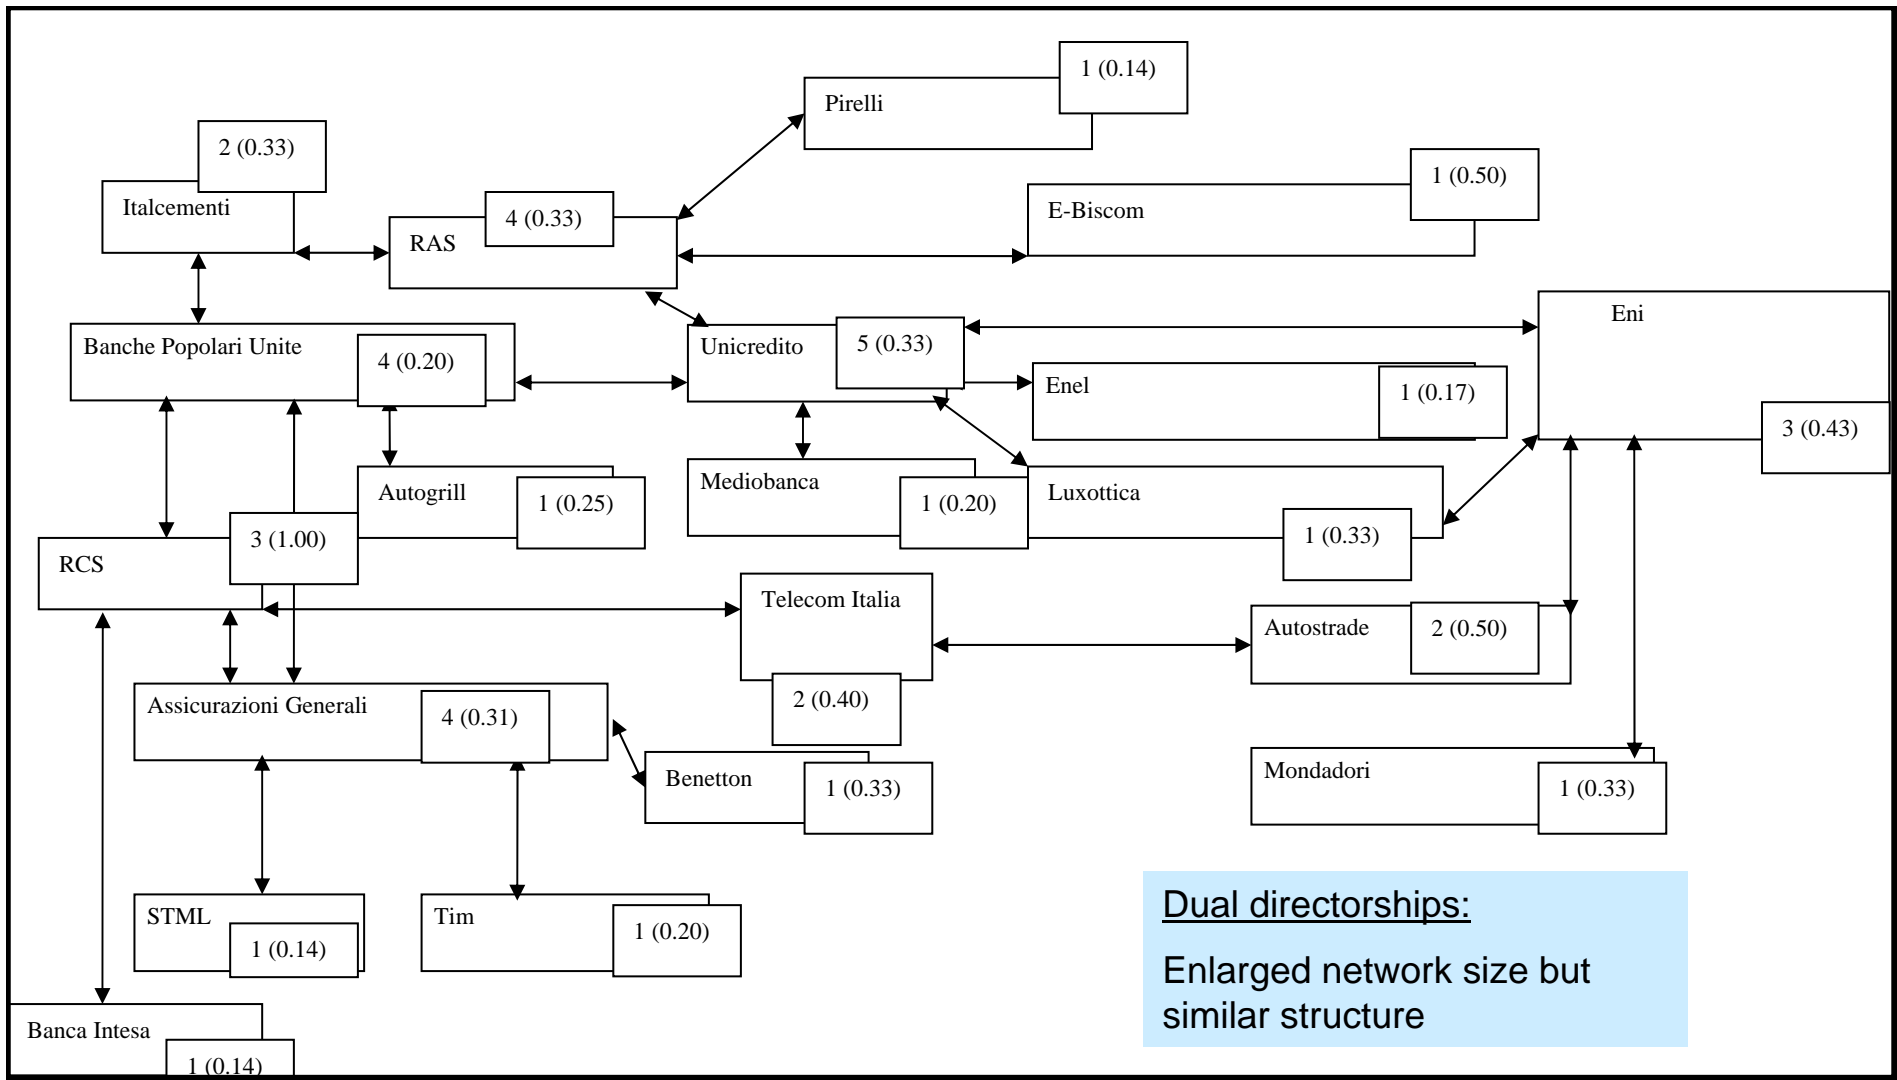 1 (0.14)
Pirelli
2 (0.33)
Italcementi
1 (0.50)
E-Biscom
4 (0.33)
RAS
Eni
3 (0.43)
Banche Popolari Unite
4 (0.20)
Unicredito
5 (0.33)
Enel
1 (0.17)
Autogrill
1 (0.25)
Mediobanca
1 (0.20)
Luxottica
1 (0.33)
RCS
3 (1.00)
Telecom Italia
2 (0.40)
Autostrade
2 (0.50)
Assicurazioni Generali
4 (0.31)
Benetton
1 (0.33)
Mondadori
1 (0.33)
STML
1 (0.14)
Tim
1 (0.20)
Dual directorships:
Enlarged network size but
similar structure
Banca Intesa
1 (0.14)